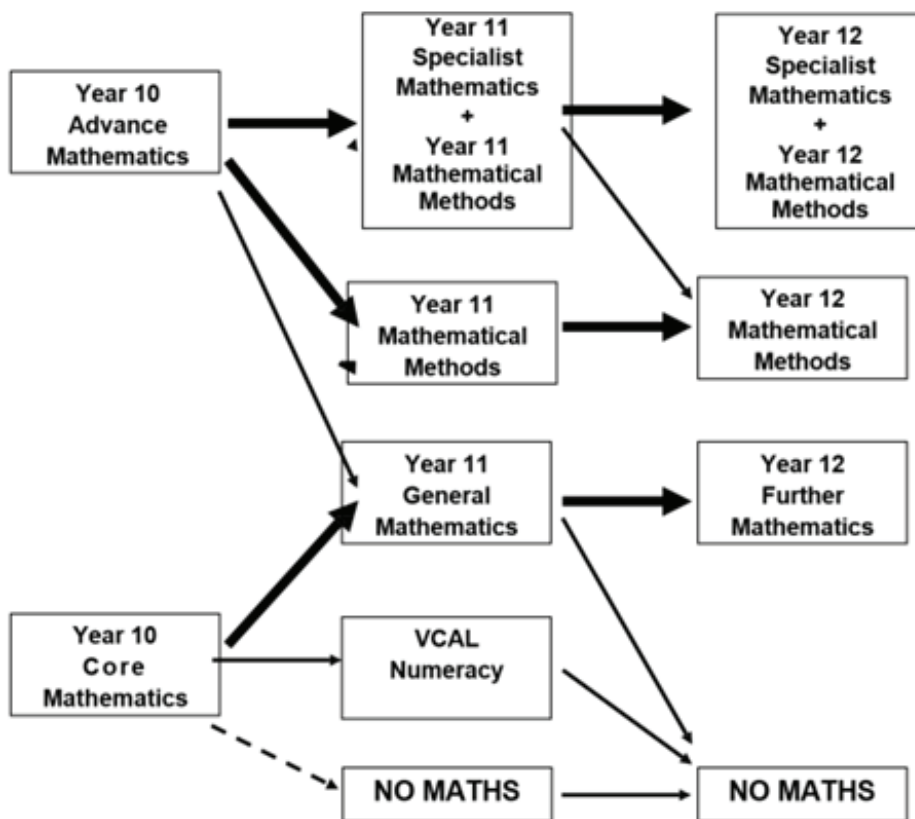 Year 10
Advance
Mathematics
Year 11
Specialist
Mathematics
+
Year 11
Mathematical
Methods
Year 12
Specialist
Mathematics
+
Year 12
Mathematical
Methods
Year 11
Mathematical
Methods
Year 12
Mathematical
Methods
Year 11
General
Mathematics
Year 12
Further
Mathematics
Year 10
Core
Mathematics
VCAL
Numeracy
NO MATHS
NO MATHS